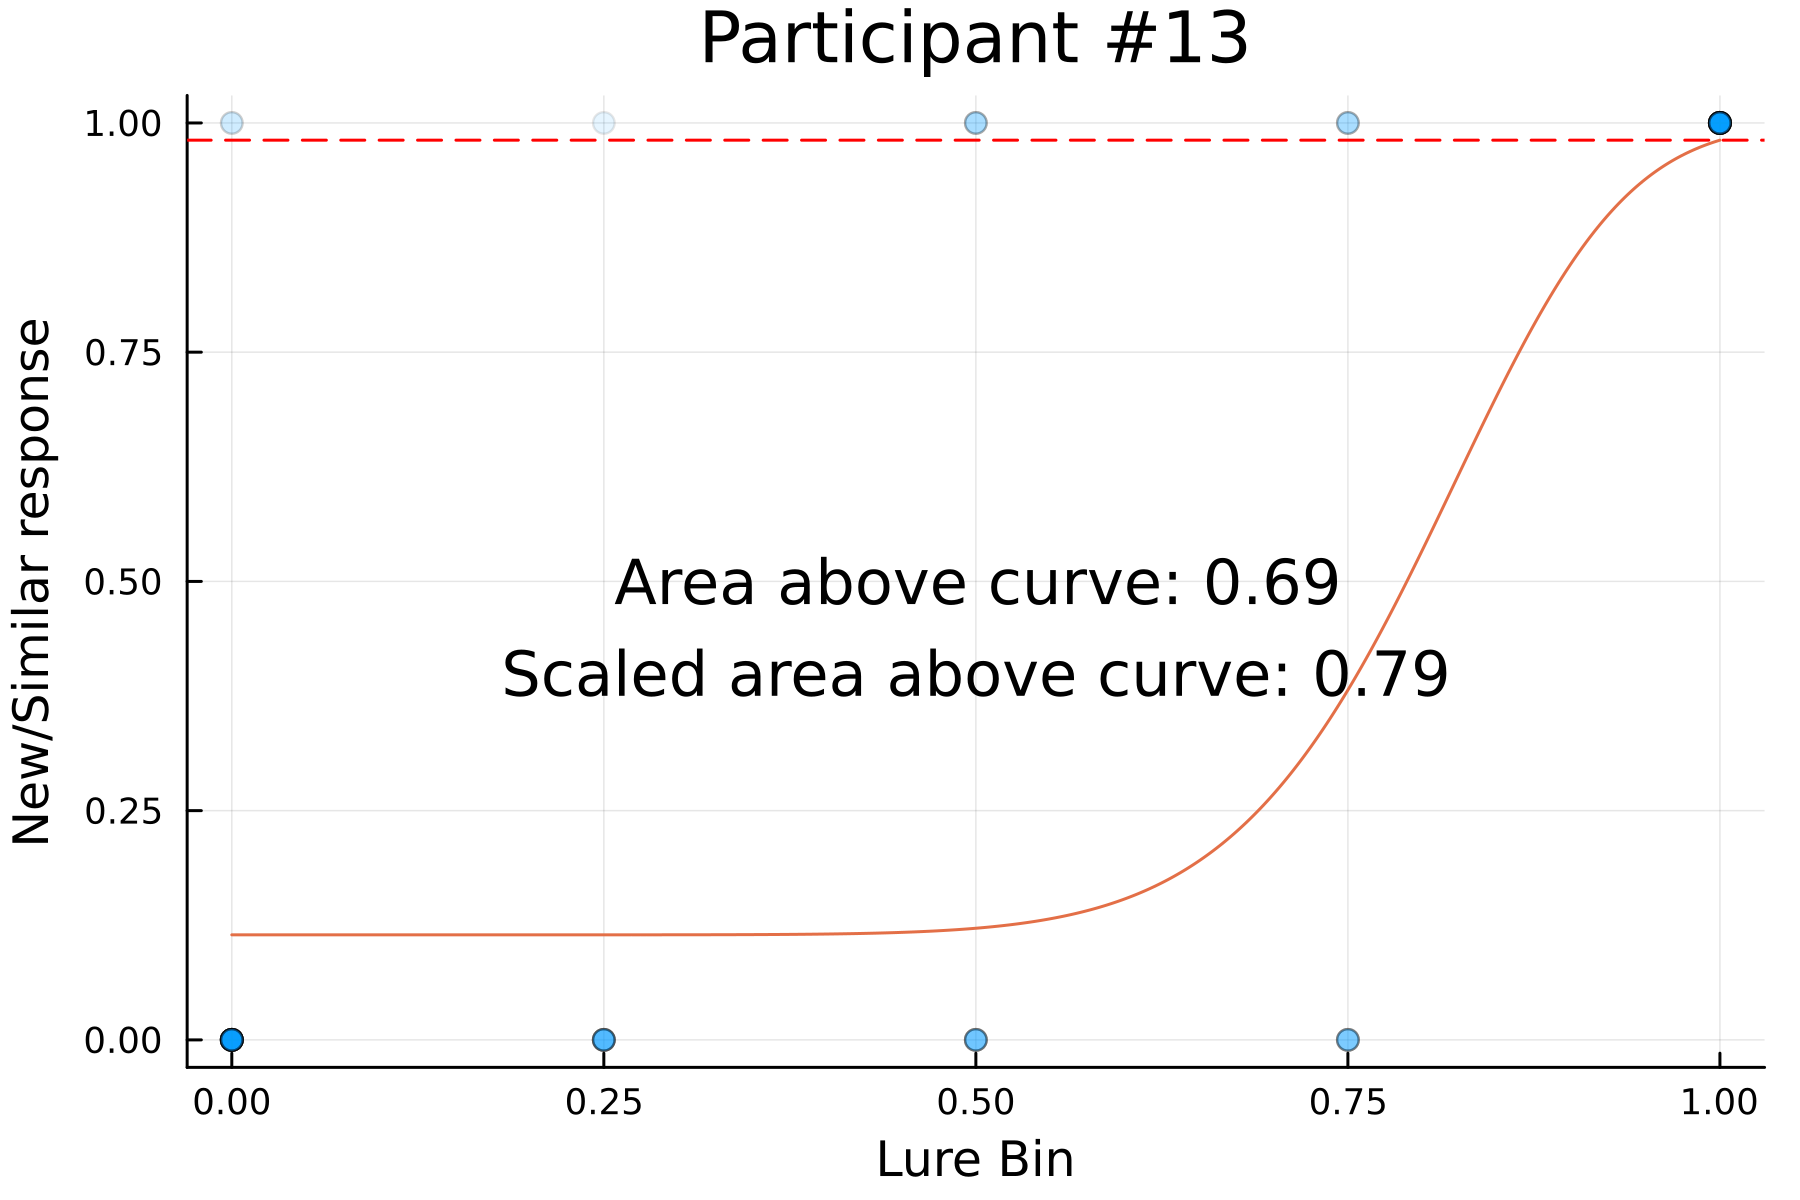 Participant #13
1.00
0.75
0.50
0.25
0.00
New/Similar response
Area above curve: 0.69
Scaled area above curve: 0.79
0.00 0.25 0.50 0.75 1.00
Lure Bin